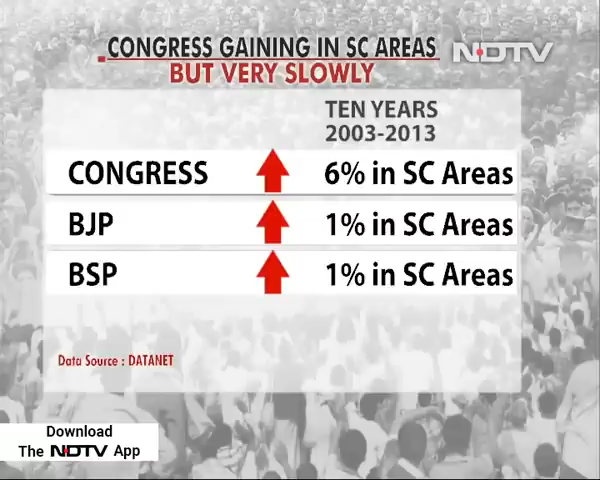 CONGRESS GAINING IN SC AREAS
NDTV
BUT VERY SLOWLY
TEN YEARS
2003-2013
CONGRESS 6% in SC Areas
BJP 1% in SC Areas
BSP 1% in SC Areas
Data Source : DATANET
Download
The NDTV App